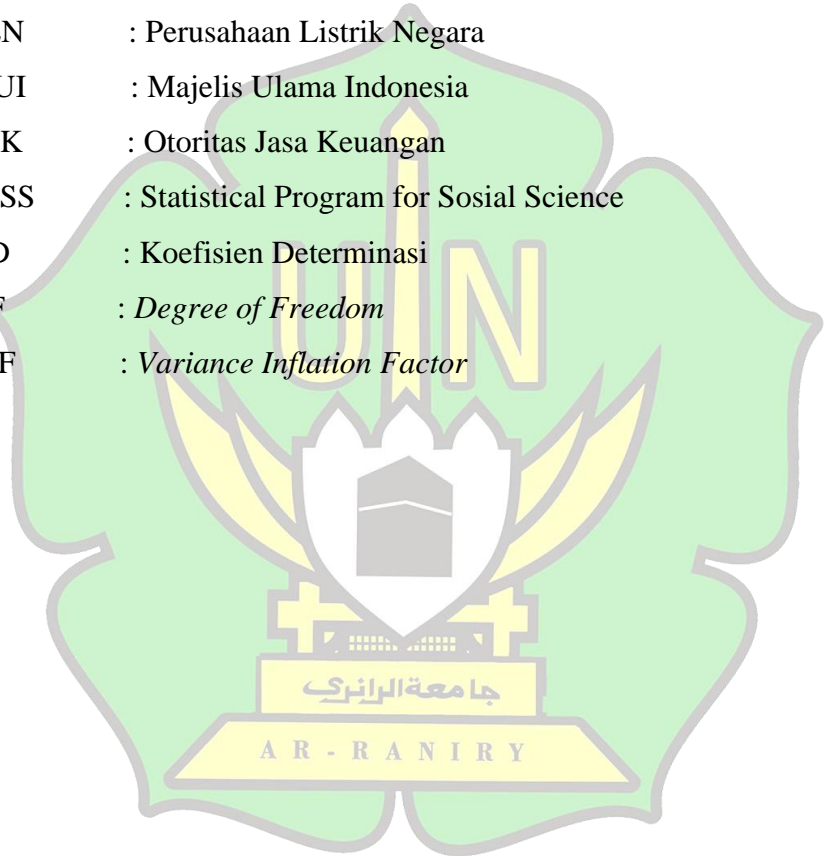 N : Perusahaan Listrik Negara
UI : Majelis Ulama Indonesia
K : Otoritas Jasa Keuangan
SS : Statistical Program for Sosial Science
: Koefisien Determinasi
: Degree of Freedom
F : Variance Inflation Factor
UIN
جامعة الرانري
AR-RANIRY